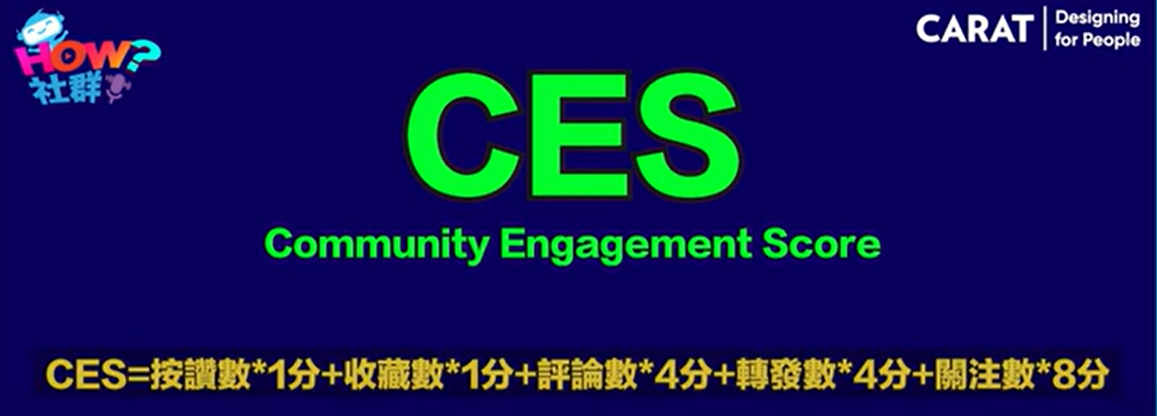 HOW?
社群
CARAT
Designing
for People
CES
Community Engagement Score
CES=按讚數*1分+收藏數*1分+評論數*4分+轉發數*4分+關注數*8分